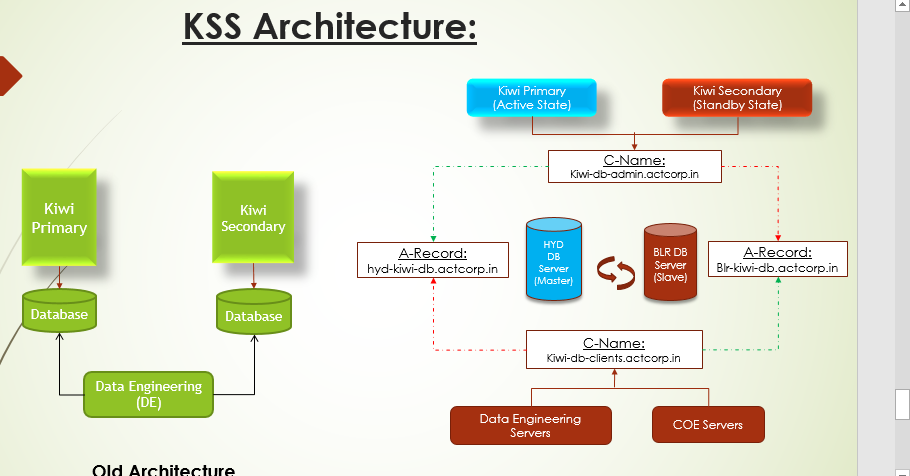 KSS Architecture:
Kiwi
Primary
Kiwi
Secondary
Database
Database
Data Engineering
(DE)
Old Architecture
Kiwi Primary
(Active State)
Kiwi Secondary
(Standby State)
C-Name:
Kiwi-db-admin.actcorp.in
A-Record:
hyd-kiwi-db.actcorp.in
HYD
DB
Server
(Master)
BLR DB
Server
(Slave)
A-Record:
Blr-kiwi-db.actcorp.in
C-Name:
Kiwi-db-clients.actcorp.in
Data Engineering
Servers
COE Servers